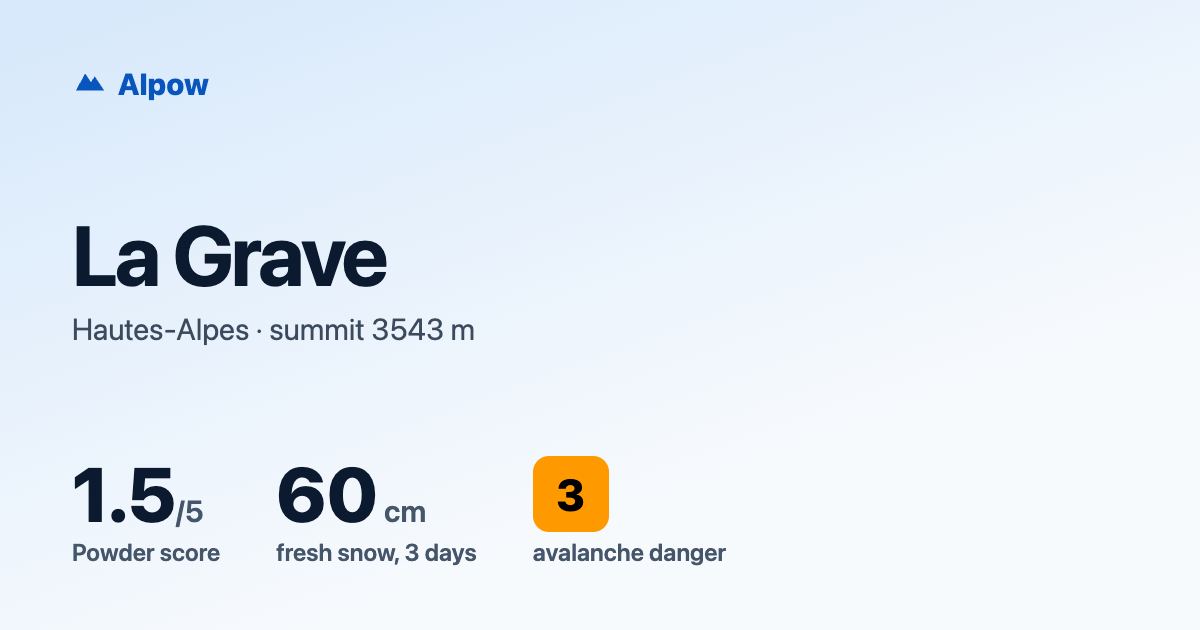 Alpow
La Grave
Hautes-Alpes · summit 3543 m
1.5/5
Powder score
60 cm
fresh snow, 3 days
3
avalanche danger